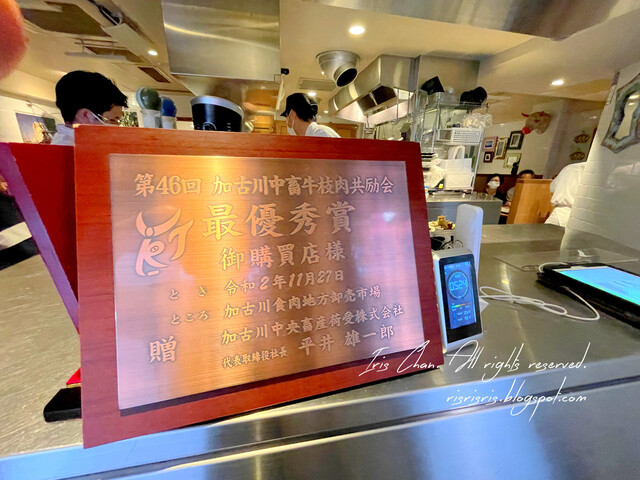 第46回 加古川中畜牛枝肉共励会
最優秀賞
御購買店様
とき 令和2年11月27日
ところ 加古川食肉地方卸売市場
贈 加古川中央畜産荷受株式会社
代表取締役社長 平井 雄一郎
Iris Chan. All rights reserved.
risrisris.blogspot.com